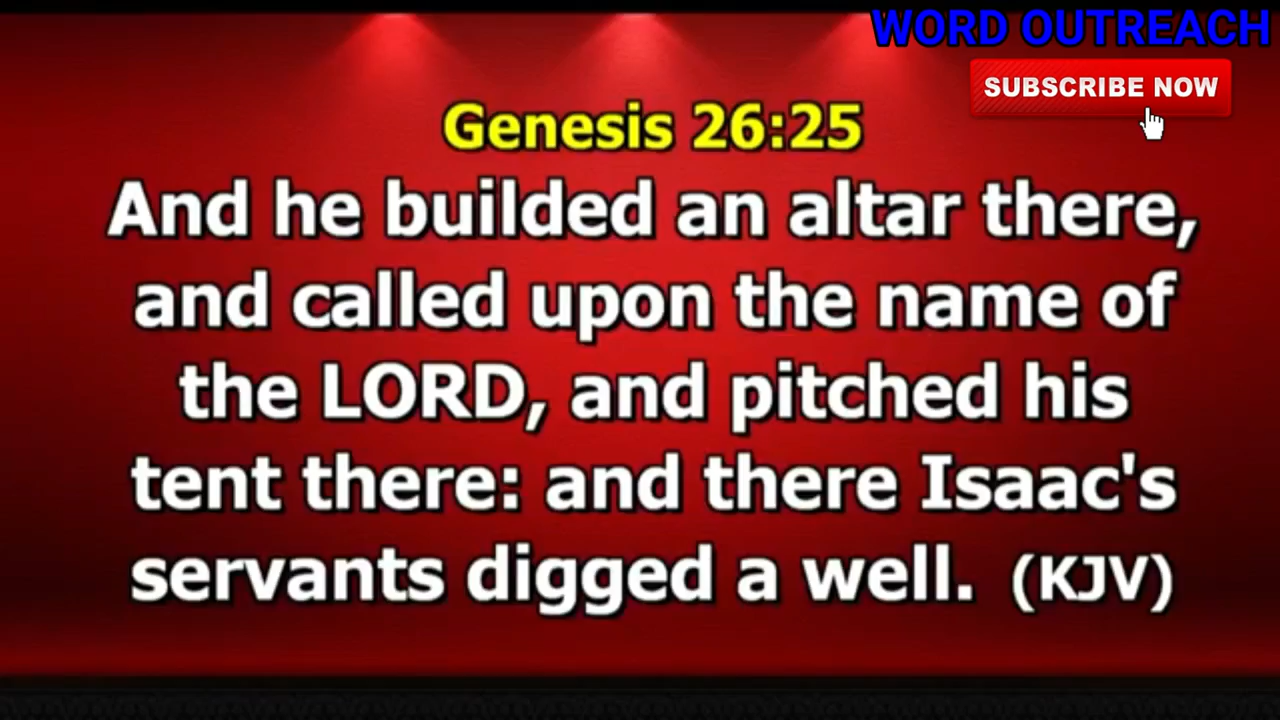 WORD OUTREACH
SUBSCRIBE NOW
Genesis 26:25
And he builded an altar there,
and called upon the name of
the LORD, and pitched his
tent there: and there Isaac's
servants digged a well. (KJV)